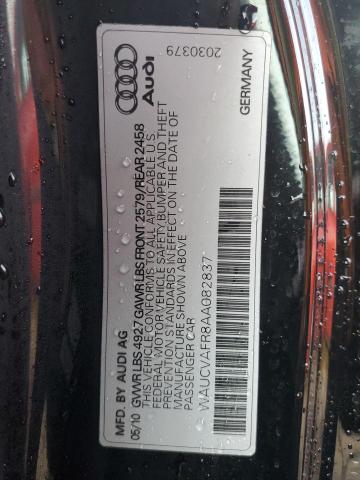 Audi
2030379
GERMANY
MFD. BY AUDI AG
05/10 GVWR LBS 4927 GAWR LBS FRONT 2579/REAR 2458
THIS VEHICLE CONFORMS TO ALL APPLICABLE U.S.
FEDERAL MOTOR VEHICLE SAFETY, BUMPER AND THEFT
PREVENTION STANDARDS IN EFFECT ON THE DATE OF
MANUFACTURE SHOWN ABOVE
PASSENGER CAR
WAUCVAFR8AA082837